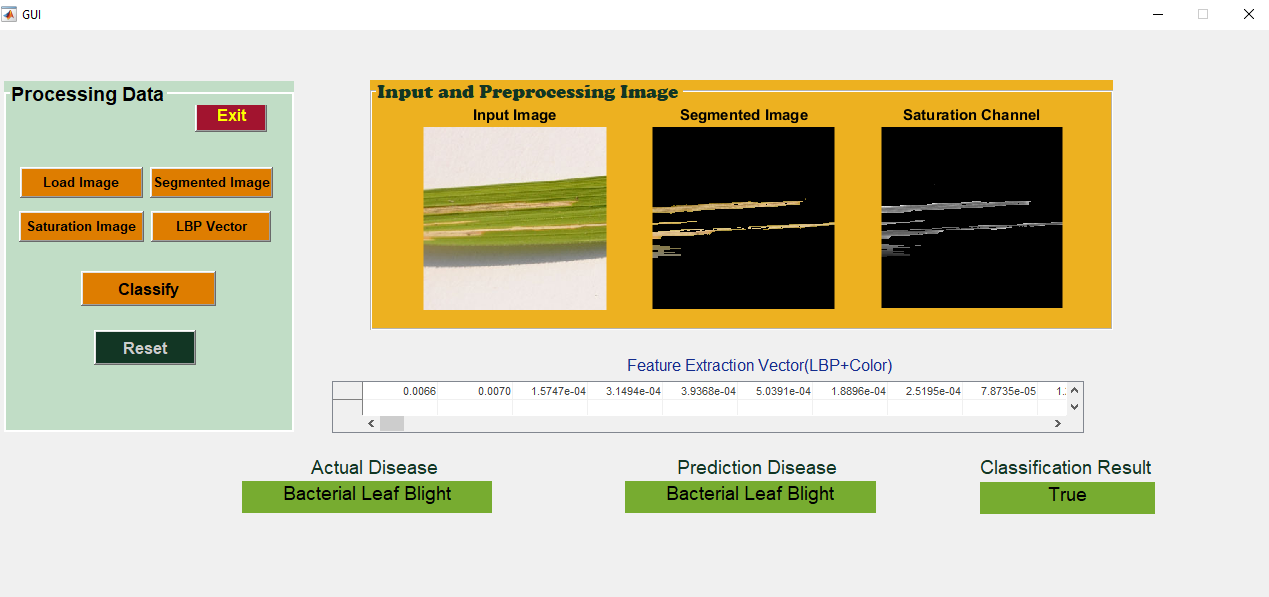 GUI
Processing Data
Exit
Load Image
Segmented Image
Saturation Image
LBP Vector
Classify
Reset
Input and Preprocessing Image
Input Image
Segmented Image
Saturation Channel
Feature Extraction Vector(LBP+Color)
0.0066 0.0070 1.5747e-04 3.1494e-04 3.9368e-04 5.0391e-04 1.8896e-04 2.5195e-04 7.8735e-05 1.
Actual Disease
Prediction Disease
Classification Result
Bacterial Leaf Blight
Bacterial Leaf Blight
True